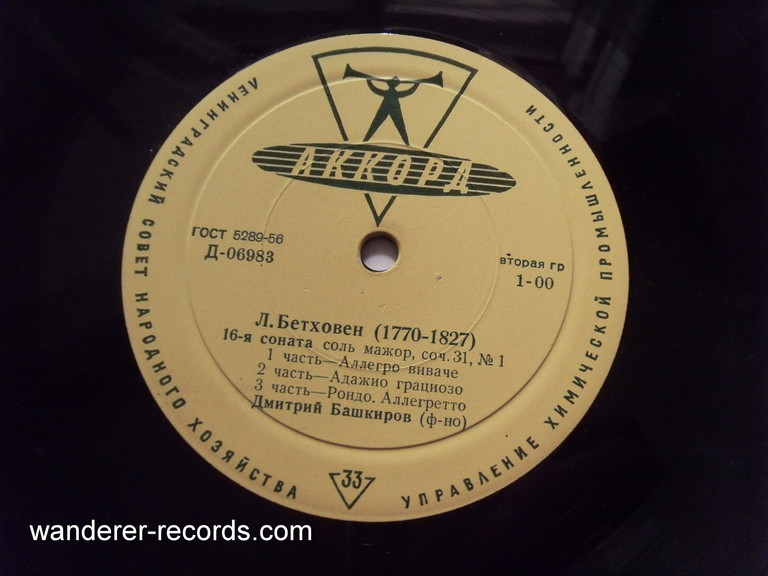 ЛЕНИНГРАДСКИЙ СОВЕТ НАРОДНОГО ХОЗЯЙСТВА
УПРАВЛЕНИЕ ХИМИЧЕСКОЙ ПРОМЫШЛЕННОСТИ
АККОРД
ГОСТ 5289-56
Д-06983
вторая гр
1-00
Л. Бетховен (1770-1827)
16-я соната соль мажор, соч. 31, № 1
1 часть—Аллегро виваче
2 часть—Адажио грациозо
3 часть—Рондо. Аллегретто
Дмитрий Башкиров (ф-но)
33
wanderer-records.com